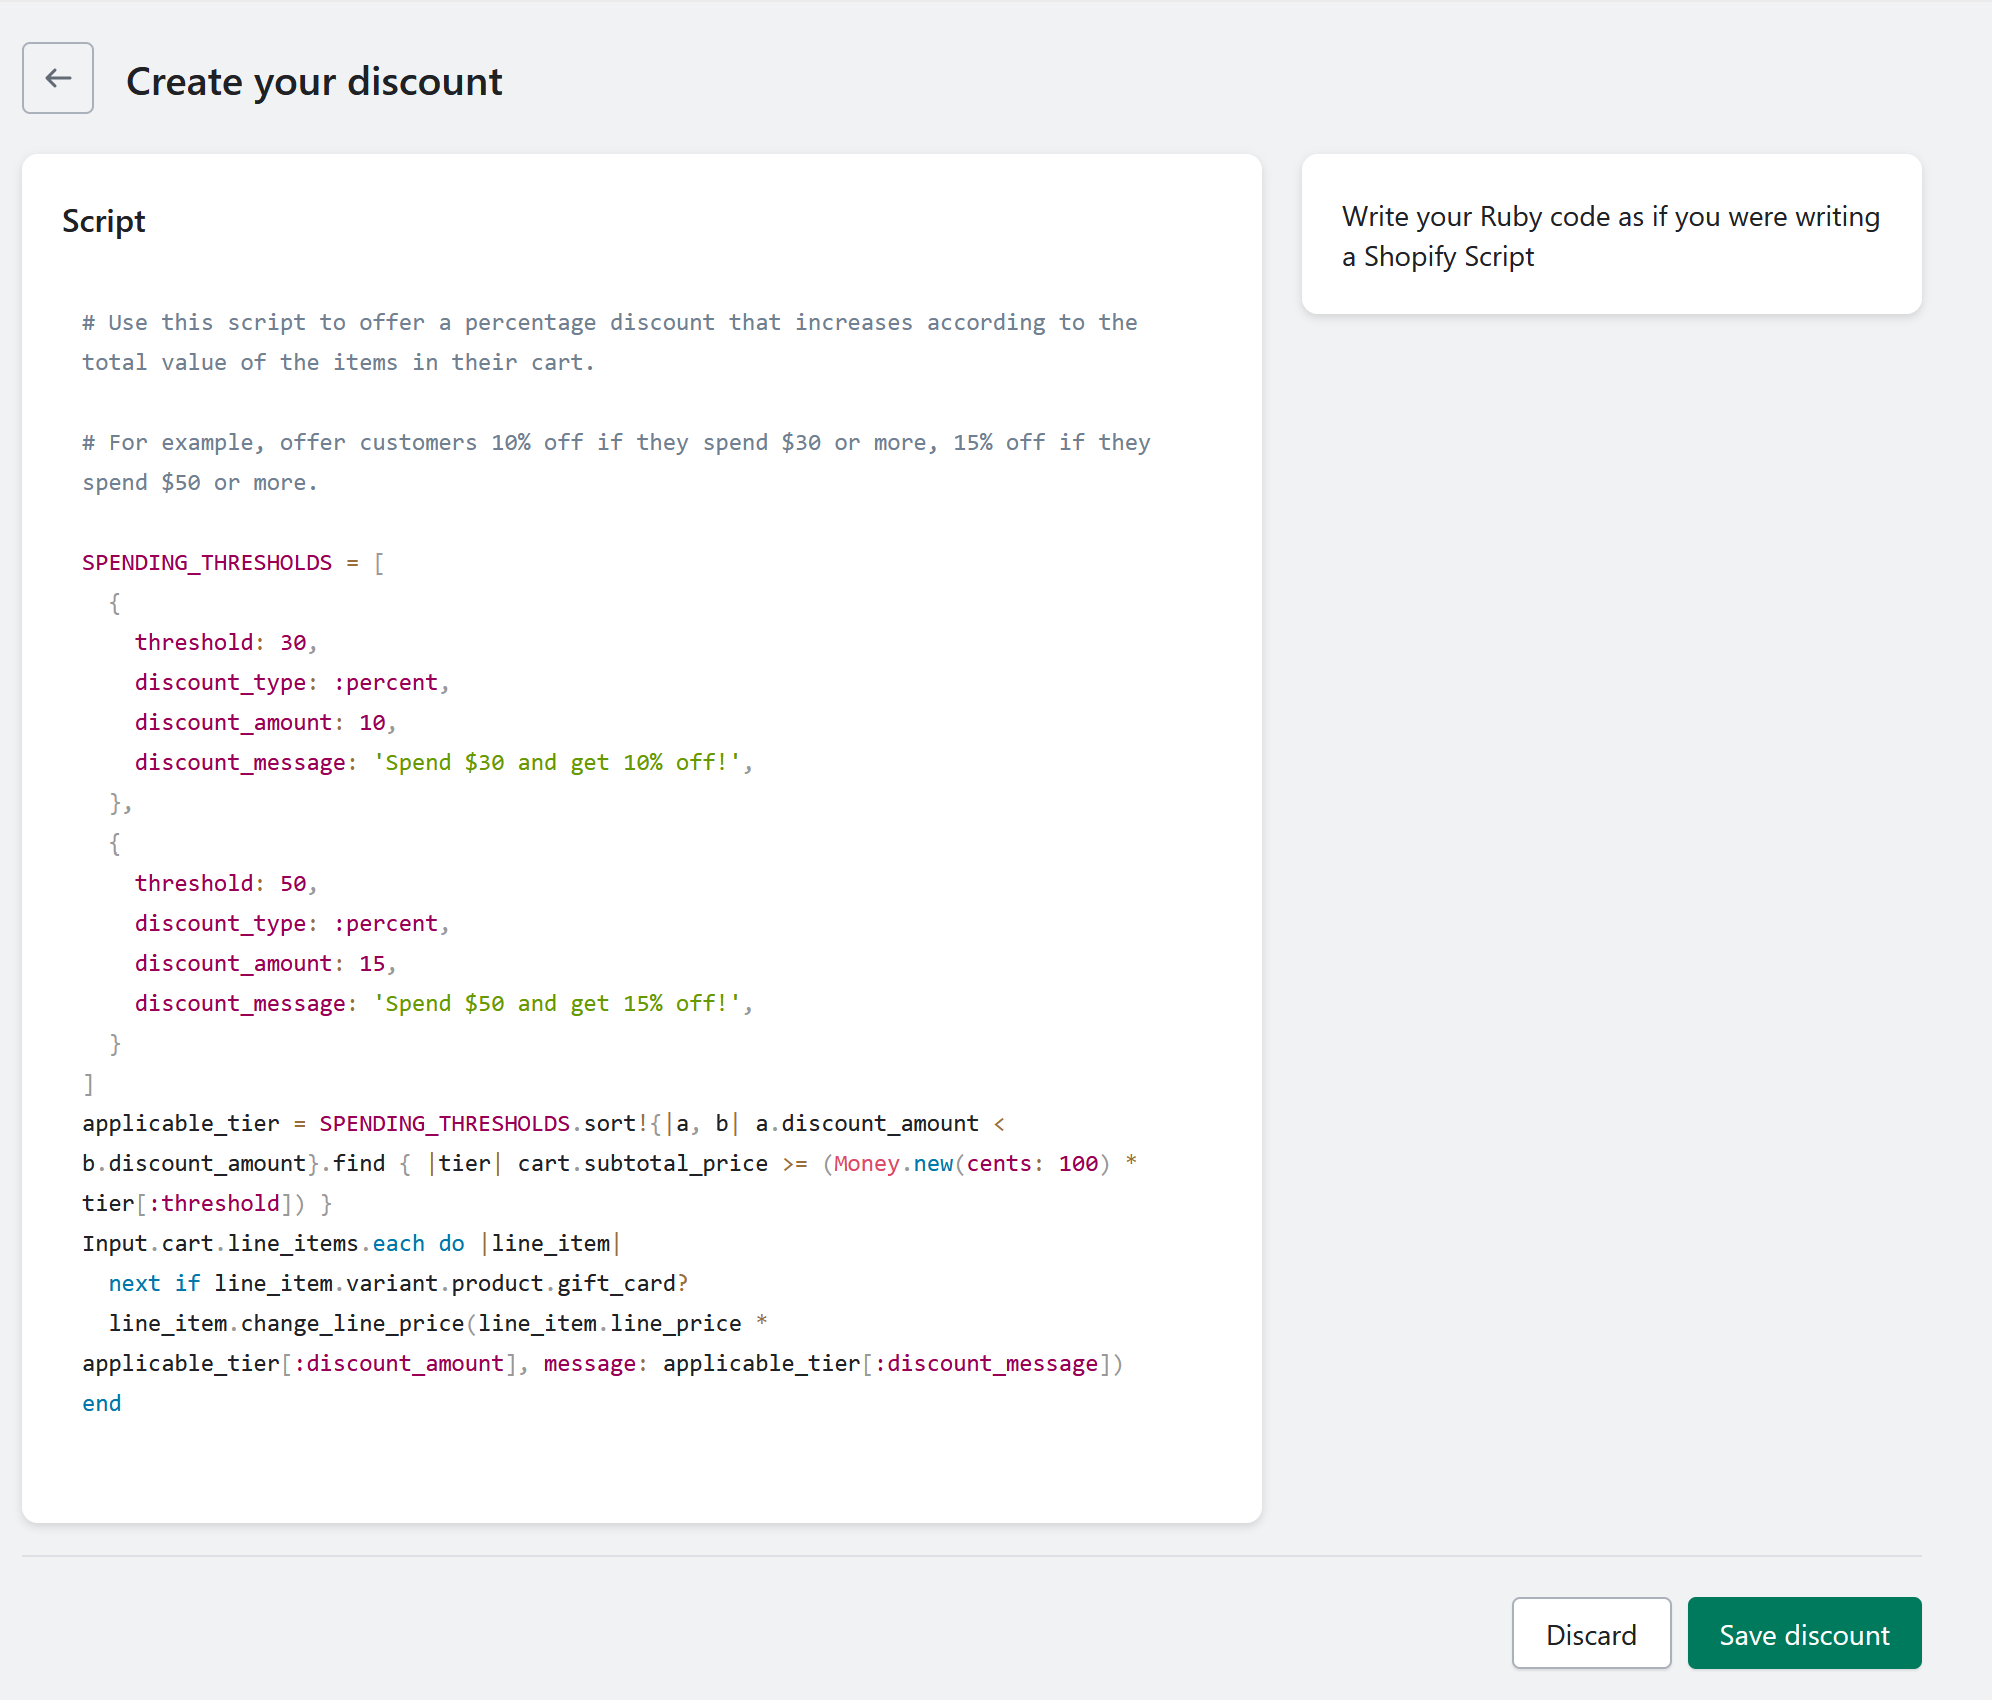 Create your discount
Script
# Use this script to offer a percentage discount that increases according to the
total value of the items in their cart.
# For example, offer customers 10% off if they spend $30 or more, 15% off if they
spend $50 or more.
SPENDING_THRESHOLDS = [
  {
    threshold: 30,
    discount_type: :percent,
    discount_amount: 10,
    discount_message: 'Spend $30 and get 10% off!',
  },
  {
    threshold: 50,
    discount_type: :percent,
    discount_amount: 15,
    discount_message: 'Spend $50 and get 15% off!',
  }
]
applicable_tier = SPENDING_THRESHOLDS.sort!{|a, b| a.discount_amount <
b.discount_amount}.find { |tier| cart.subtotal_price >= (Money.new(cents: 100) *
tier[:threshold]) }
Input.cart.line_items.each do |line_item|
  next if line_item.variant.product.gift_card?
  line_item.change_line_price(line_item.line_price *
applicable_tier[:discount_amount], message: applicable_tier[:discount_message])
end
Write your Ruby code as if you were writing
a Shopify Script
Discard
Save discount